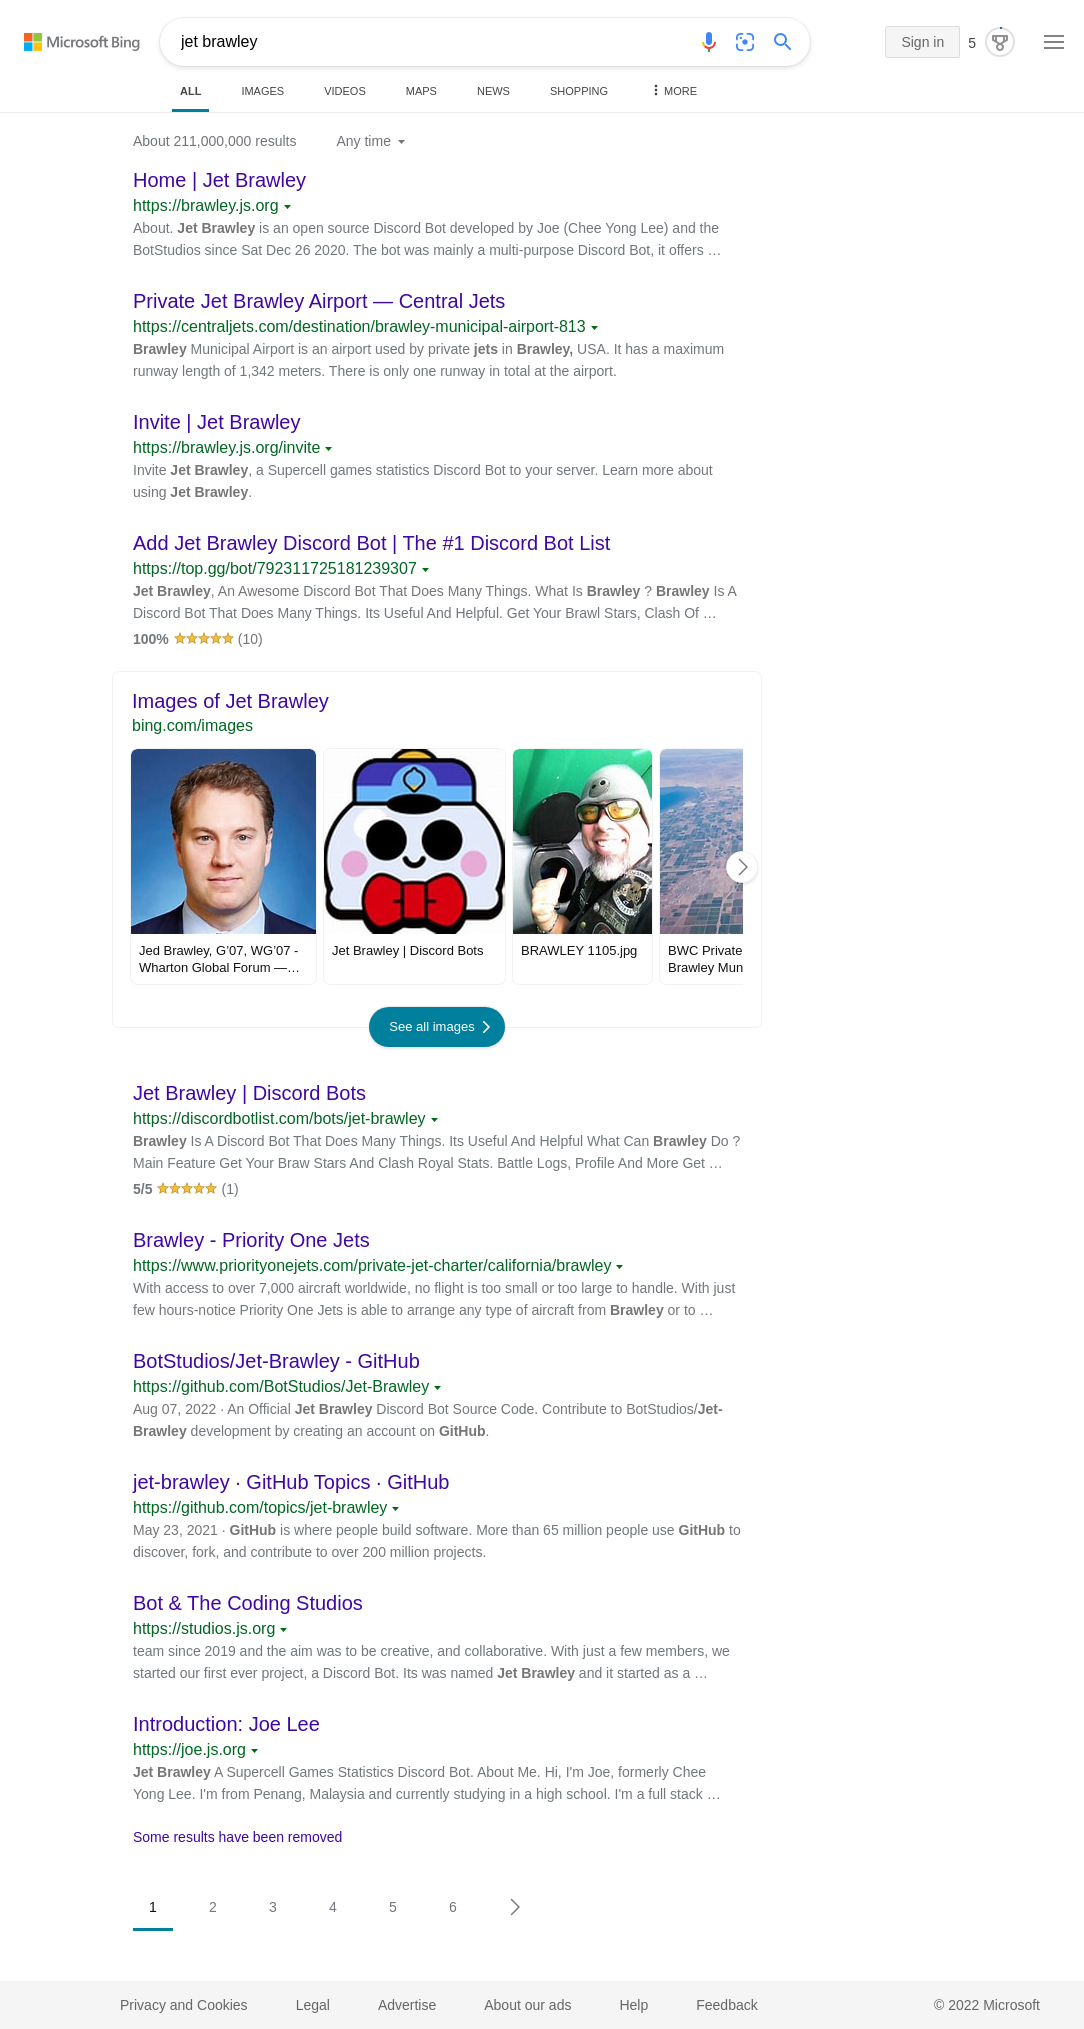 Microsoft Bing
jet brawley
Sign in
5
ALL
IMAGES
VIDEOS
MAPS
NEWS
SHOPPING
MORE
About 211,000,000 results
Any time
Home | Jet Brawley
https://brawley.js.org
About. Jet Brawley is an open source Discord Bot developed by Joe (Chee Yong Lee) and the
BotStudios since Sat Dec 26 2020. The bot was mainly a multi-purpose Discord Bot, it offers …
Private Jet Brawley Airport — Central Jets
https://centraljets.com/destination/brawley-municipal-airport-813
Brawley Municipal Airport is an airport used by private jets in Brawley, USA. It has a maximum
runway length of 1,342 meters. There is only one runway in total at the airport.
Invite | Jet Brawley
https://brawley.js.org/invite
Invite Jet Brawley, a Supercell games statistics Discord Bot to your server. Learn more about
using Jet Brawley.
Add Jet Brawley Discord Bot | The #1 Discord Bot List
https://top.gg/bot/792311725181239307
Jet Brawley, An Awesome Discord Bot That Does Many Things. What Is Brawley ? Brawley Is A
Discord Bot That Does Many Things. Its Useful And Helpful. Get Your Brawl Stars, Clash Of …
100% (10)
Images of Jet Brawley
bing.com/images
Jed Brawley, G’07, WG’07 -
Wharton Global Forum —…
Jet Brawley | Discord Bots
BRAWLEY 1105.jpg
BWC Private
Brawley Mun
See all images
Jet Brawley | Discord Bots
https://discordbotlist.com/bots/jet-brawley
Brawley Is A Discord Bot That Does Many Things. Its Useful And Helpful What Can Brawley Do ?
Main Feature Get Your Braw Stars And Clash Royal Stats. Battle Logs, Profile And More Get …
5/5 (1)
Brawley - Priority One Jets
https://www.priorityonejets.com/private-jet-charter/california/brawley
With access to over 7,000 aircraft worldwide, no flight is too small or too large to handle. With just
few hours-notice Priority One Jets is able to arrange any type of aircraft from Brawley or to …
BotStudios/Jet-Brawley - GitHub
https://github.com/BotStudios/Jet-Brawley
Aug 07, 2022 · An Official Jet Brawley Discord Bot Source Code. Contribute to BotStudios/Jet-
Brawley development by creating an account on GitHub.
jet-brawley · GitHub Topics · GitHub
https://github.com/topics/jet-brawley
May 23, 2021 · GitHub is where people build software. More than 65 million people use GitHub to
discover, fork, and contribute to over 200 million projects.
Bot & The Coding Studios
https://studios.js.org
team since 2019 and the aim was to be creative, and collaborative. With just a few members, we
started our first ever project, a Discord Bot. Its was named Jet Brawley and it started as a …
Introduction: Joe Lee
https://joe.js.org
Jet Brawley A Supercell Games Statistics Discord Bot. About Me. Hi, I'm Joe, formerly Chee
Yong Lee. I'm from Penang, Malaysia and currently studying in a high school. I'm a full stack …
Some results have been removed
1
2
3
4
5
6
Privacy and Cookies
Legal
Advertise
About our ads
Help
Feedback
© 2022 Microsoft